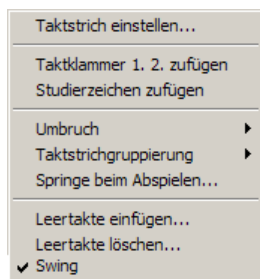 Taktstrich einstellen...
Taktklammer 1. 2. zufügen
Studierzeichen zufügen
Umbruch
Taktstrichgruppierung
Springe beim Abspielen...
Leertakte einfügen...
Leertakte löschen...
Swing